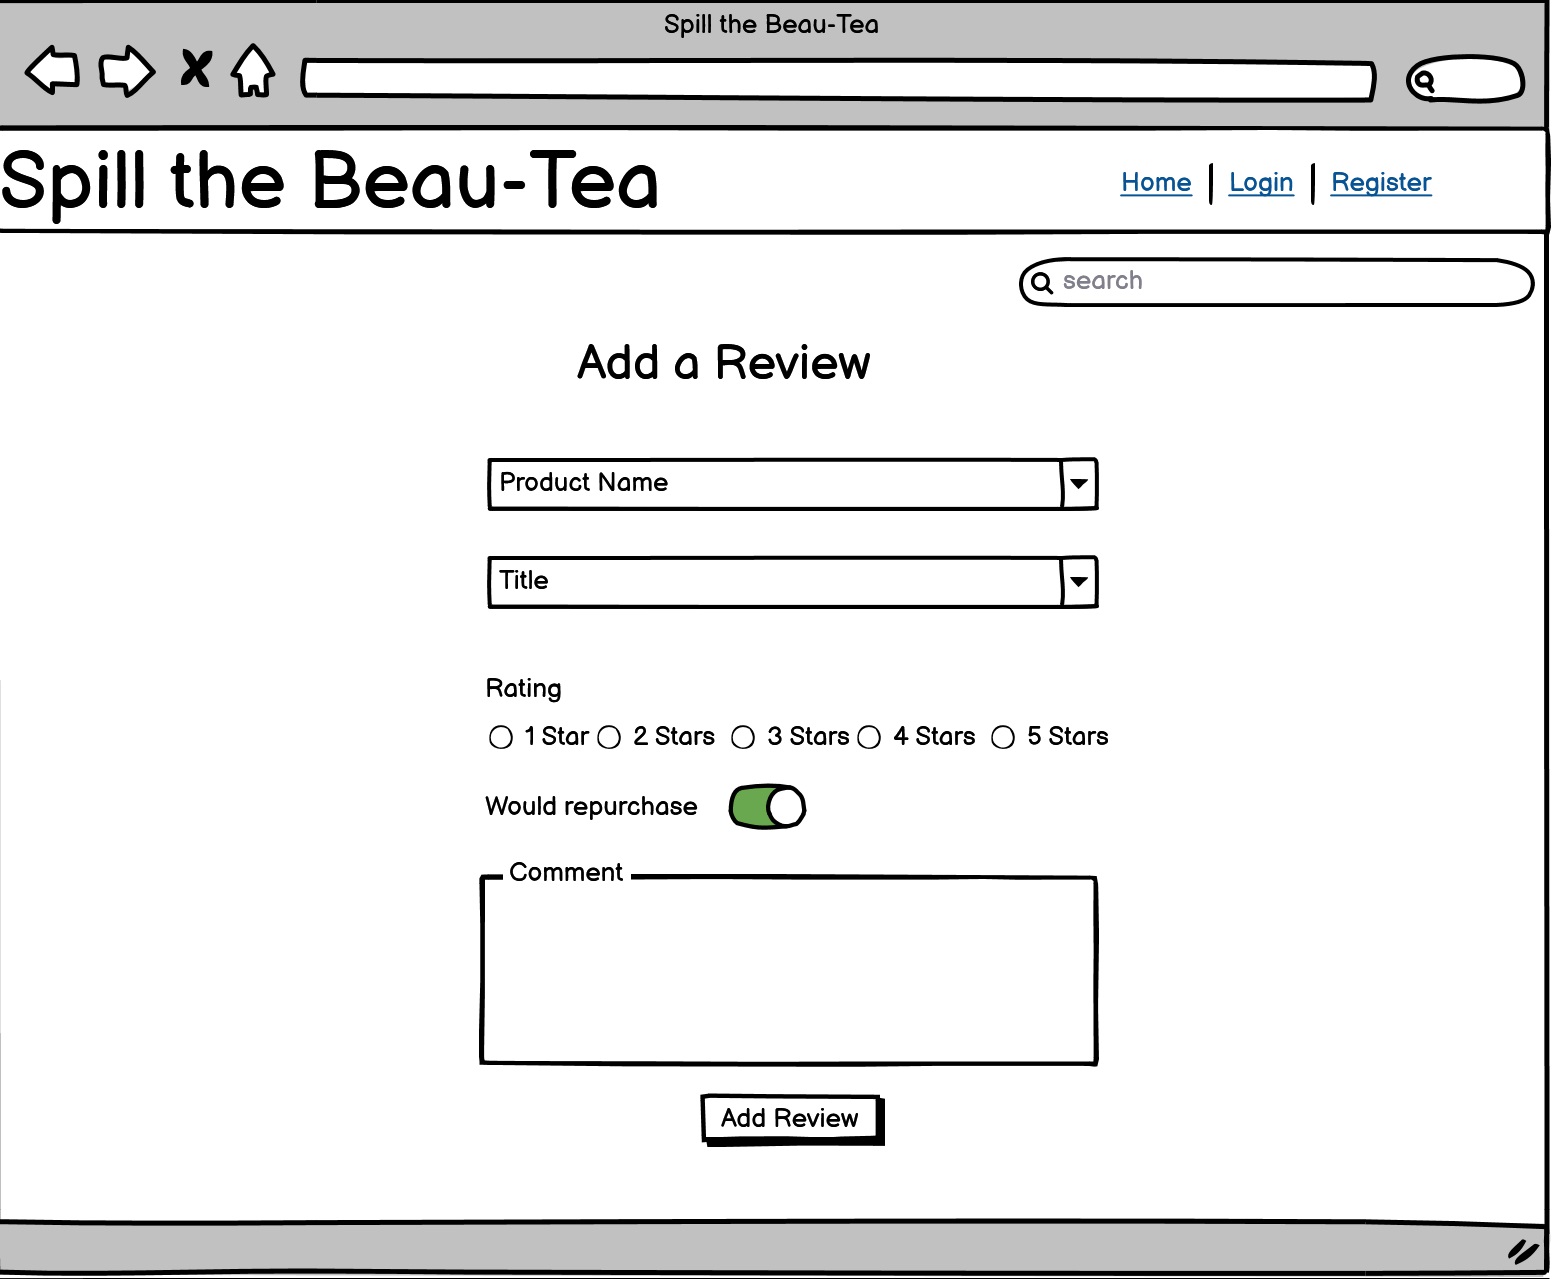 Spill the Beau-Tea
Spill the Beau-Tea
Home | Login | Register
search
Add a Review
Product Name
Title
Rating
1 Star 2 Stars 3 Stars 4 Stars 5 Stars
Would repurchase
Comment
Add Review